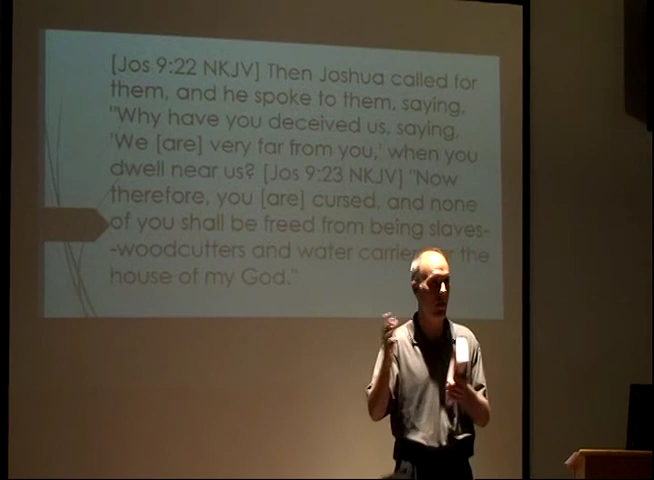 [Jos 9:22 NKJV] Then Joshua called for
them, and he spoke to them, saying,
"Why have you deceived us, saying,
'We [are] very far from you,' when you
dwell near us? [Jos 9:23 NKJV] "Now
therefore, you [are] cursed, and none
of you shall be freed from being slaves-
-woodcutters and water the
house of my God."